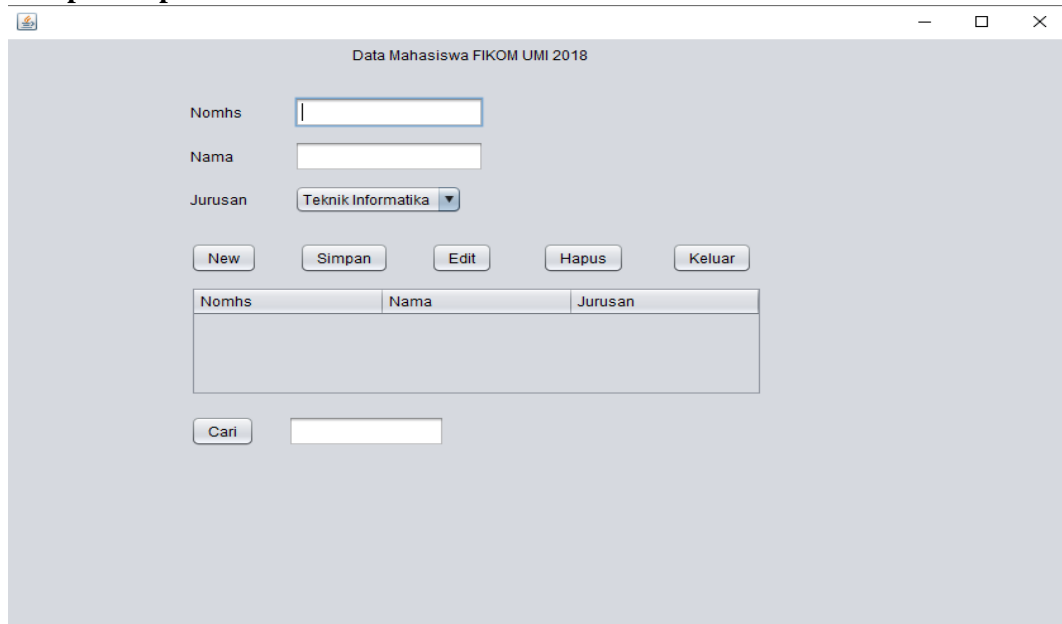 Data Mahasiswa FIKOM UMI 2018
Nomhs
Nama
Jurusan Teknik Informatika
New Simpan Edit Hapus Keluar
Nomhs Nama Jurusan
Cari